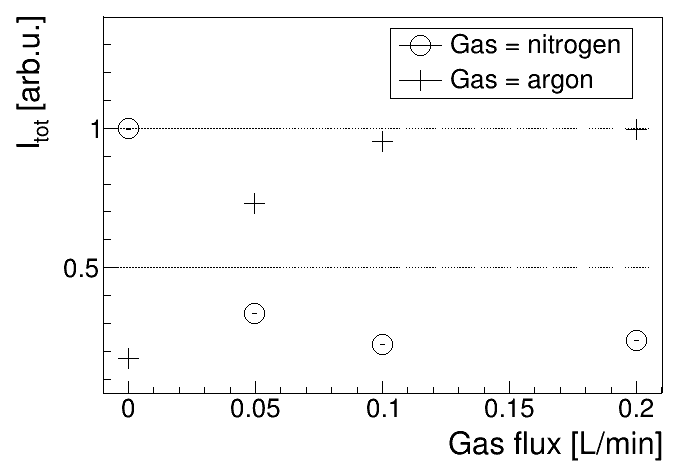 I_tot [arb.u.]
Gas = nitrogen
Gas = argon
1
0.5
0 0.05 0.1 0.15 0.2
Gas flux [L/min]